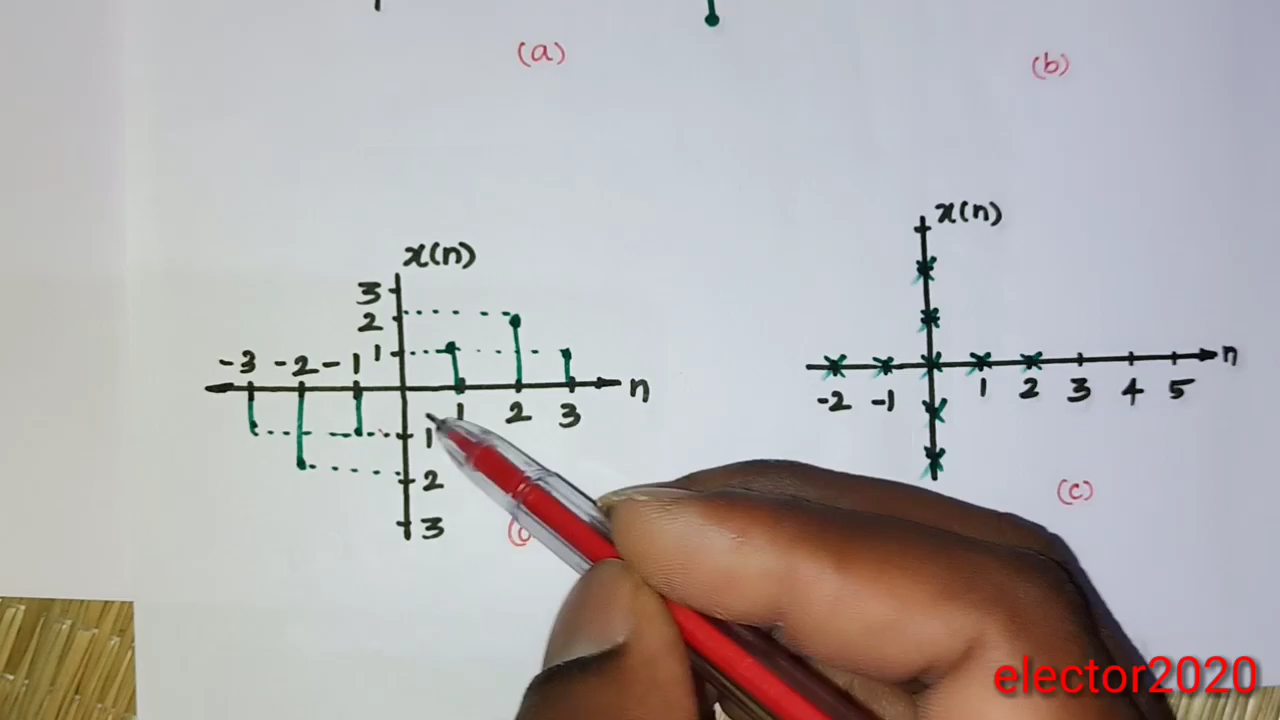 (a)
(b)
x(n)
3
2
1
-3 -2 -1
n
1 2 3
1
2
3
x(n)
n
-2 -1 1 2 3 4 5
(c)
elector2020